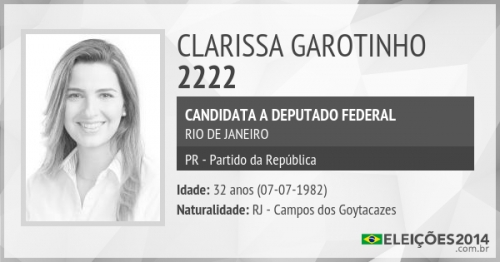 CLARISSA GAROTINHO
2222
CANDIDATA A DEPUTADO FEDERAL
RIO DE JANEIRO
PR - Partido da República
Idade: 32 anos (07-07-1982)
Naturalidade: RJ - Campos dos Goytacazes
ELEIÇÕES2014
.com.br